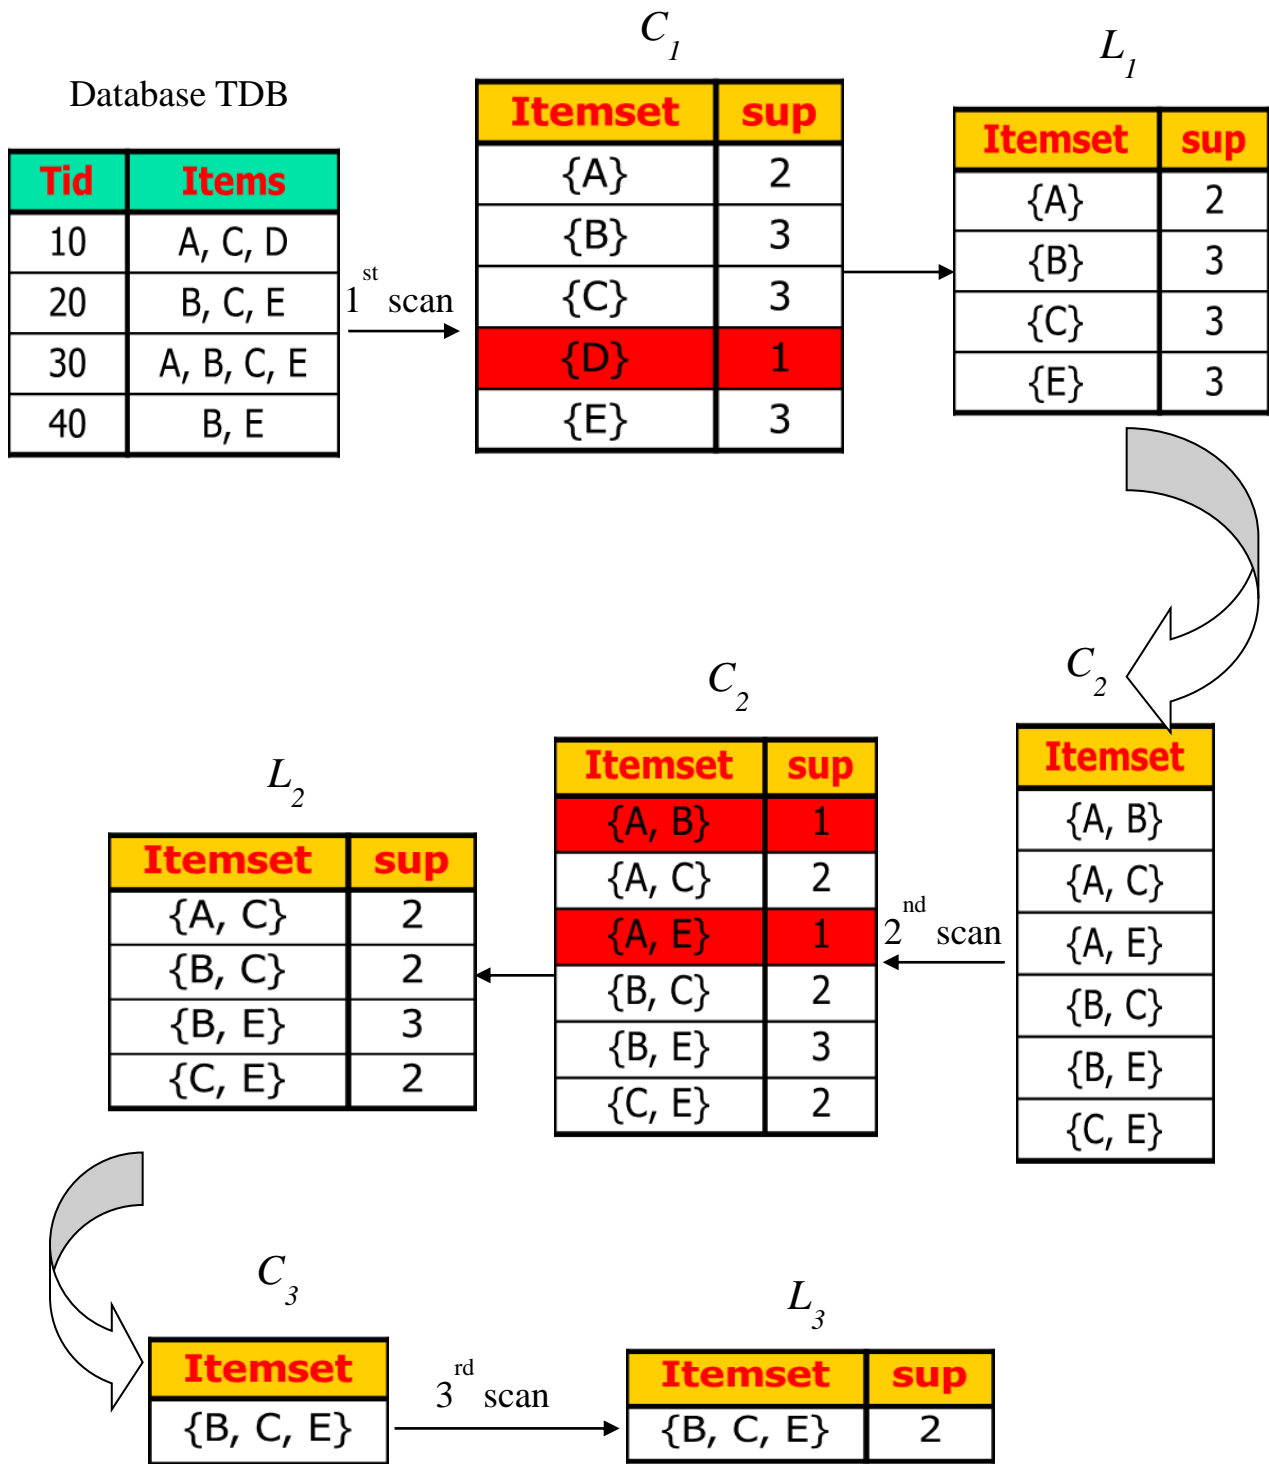 Database TDB
Tid Items
10 A, C, D
20 B, C, E
30 A, B, C, E
40 B, E
1st scan
C1
Itemset sup
{A} 2
{B} 3
{C} 3
{D} 1
{E} 3
L1
Itemset sup
{A} 2
{B} 3
{C} 3
{E} 3
C2
Itemset
{A, B}
{A, C}
{A, E}
{B, C}
{B, E}
{C, E}
2nd scan
C2
Itemset sup
{A, B} 1
{A, C} 2
{A, E} 1
{B, C} 2
{B, E} 3
{C, E} 2
L2
Itemset sup
{A, C} 2
{B, C} 2
{B, E} 3
{C, E} 2
C3
Itemset
{B, C, E}
3rd scan
L3
Itemset sup
{B, C, E} 2